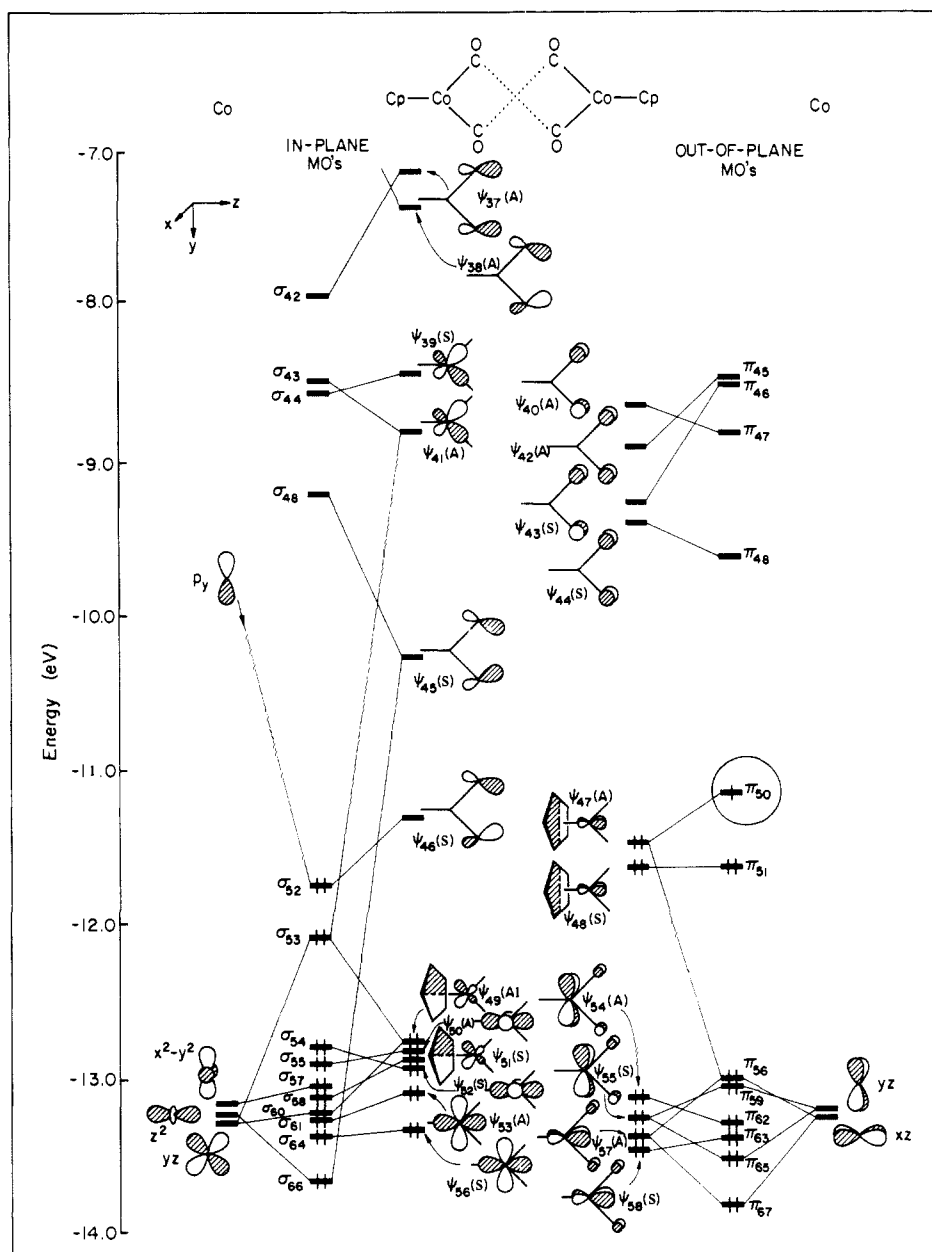 O O
C C
Co Cp—Co Co—Cp Co
C C
O O
IN-PLANE MO's
OUT-OF-PLANE MO's
Energy (eV)
-7.0
-8.0
-9.0
-10.0
-11.0
-12.0
-13.0
-14.0
x
y
z
σ42
σ43
σ44
σ48
Py
σ52
σ53
σ54
σ55
σ57
σ58
σ60
σ61
σ64
σ66
x²-y²
z²
yz
ψ37(A)
ψ38(A)
ψ39(S)
ψ41(A)
ψ45(S)
ψ46(S)
ψ49(A)
ψ50(A)
ψ51(S)
ψ52(S)
ψ53(A)
ψ56(S)
ψ40(A)
ψ42(A)
ψ43(S)
ψ44(S)
ψ47(A)
ψ48(S)
ψ54(A)
ψ55(S)
ψ57(A)
ψ58(S)
π45
π46
π47
π48
π50
π51
π56
π59
π62
π63
π65
π67
yz
xz